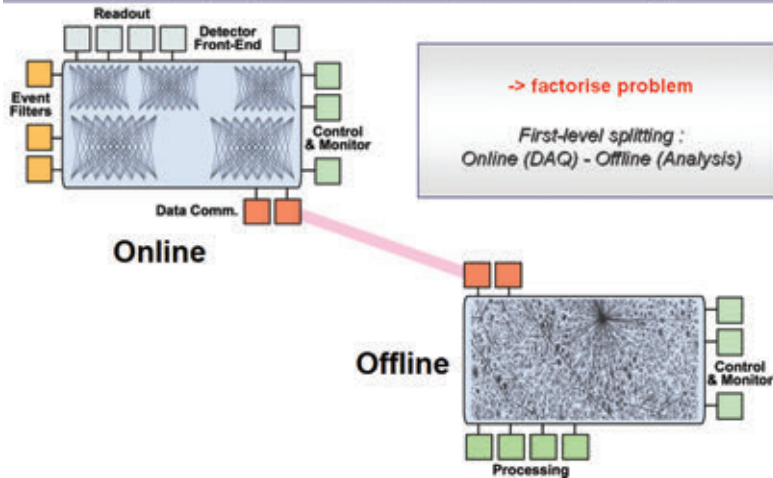 Readout
Detector
Front-End
Event
Filters
Control
& Monitor
Data Comm.
Online
-> factorise problem
First-level splitting :
Online (DAQ) - Offline (Analysis)
Offline
Control
& Monitor
Processing